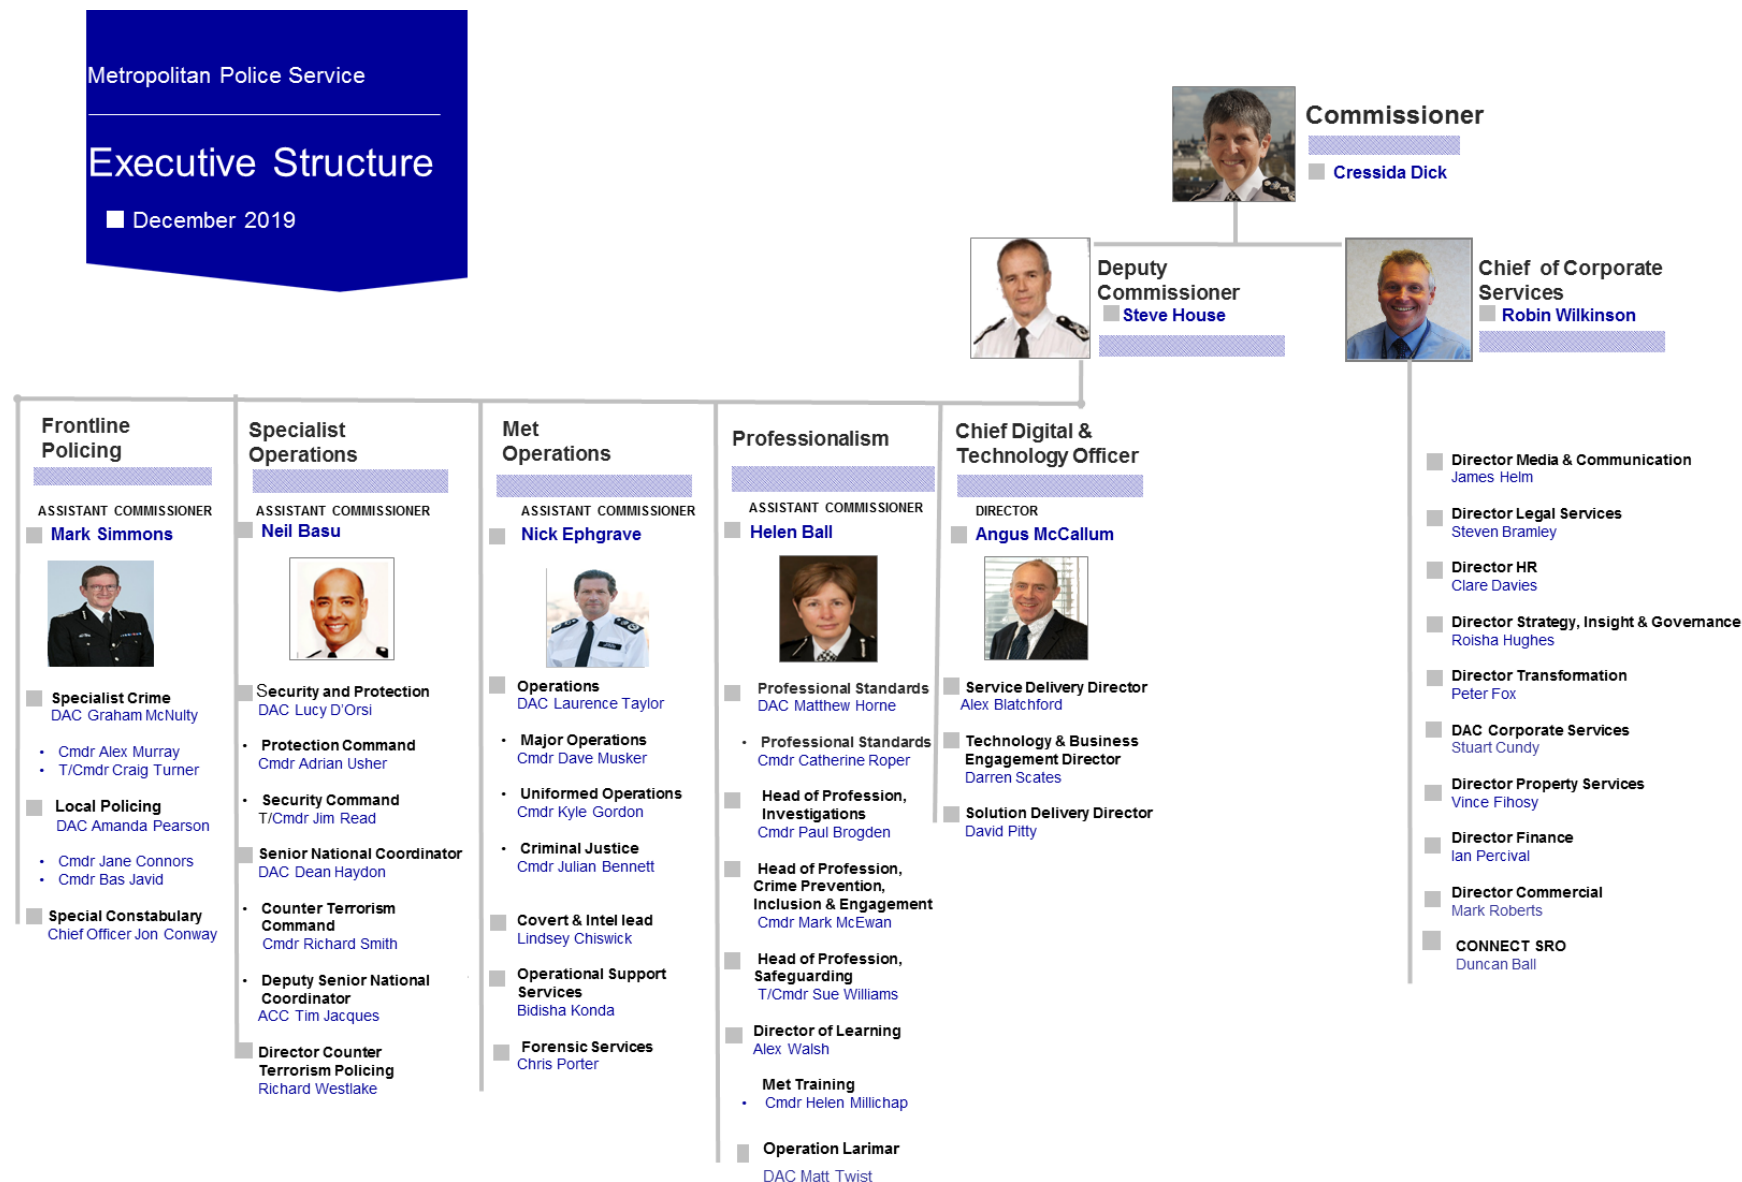 Metropolitan Police Service
Executive Structure
December 2019
Commissioner
Cressida Dick
Deputy
Commissioner
Steve House
Chief of Corporate
Services
Robin Wilkinson
Frontline
Policing
ASSISTANT COMMISSIONER
Mark Simmons
Specialist Crime
DAC Graham McNulty
• Cmdr Alex Murray
• T/Cmdr Craig Turner
Local Policing
DAC Amanda Pearson
• Cmdr Jane Connors
• Cmdr Bas Javid
Special Constabulary
Chief Officer Jon Conway
Specialist
Operations
ASSISTANT COMMISSIONER
Neil Basu
Security and Protection
DAC Lucy D'Orsi
• Protection Command
Cmdr Adrian Usher
• Security Command
T/Cmdr Jim Read
Senior National Coordinator
DAC Dean Haydon
• Counter Terrorism
Command
Cmdr Richard Smith
• Deputy Senior National
Coordinator
ACC Tim Jacques
Director Counter
Terrorism Policing
Richard Westlake
Met
Operations
ASSISTANT COMMISSIONER
Nick Ephgrave
Operations
DAC Laurence Taylor
• Major Operations
Cmdr Dave Musker
• Uniformed Operations
Cmdr Kyle Gordon
• Criminal Justice
Cmdr Julian Bennett
Covert & Intel lead
Lindsey Chiswick
Operational Support
Services
Bidisha Konda
Forensic Services
Chris Porter
Professionalism
ASSISTANT COMMISSIONER
Helen Ball
Professional Standards
DAC Matthew Horne
• Professional Standards
Cmdr Catherine Roper
Head of Profession,
Investigations
Cmdr Paul Brogden
Head of Profession,
Crime Prevention,
Inclusion & Engagement
Cmdr Mark McEwan
Head of Profession,
Safeguarding
T/Cmdr Sue Williams
Director of Learning
Alex Walsh
Met Training
• Cmdr Helen Millichap
Operation Larimar
DAC Matt Twist
Chief Digital &
Technology Officer
DIRECTOR
Angus McCallum
Service Delivery Director
Alex Blatchford
Technology & Business
Engagement Director
Darren Scates
Solution Delivery Director
David Pitty
Director Media & Communication
James Helm
Director Legal Services
Steven Bramley
Director HR
Clare Davies
Director Strategy, Insight & Governance
Roisha Hughes
Director Transformation
Peter Fox
DAC Corporate Services
Stuart Cundy
Director Property Services
Vince Fihosy
Director Finance
Ian Percival
Director Commercial
Mark Roberts
CONNECT SRO
Duncan Ball